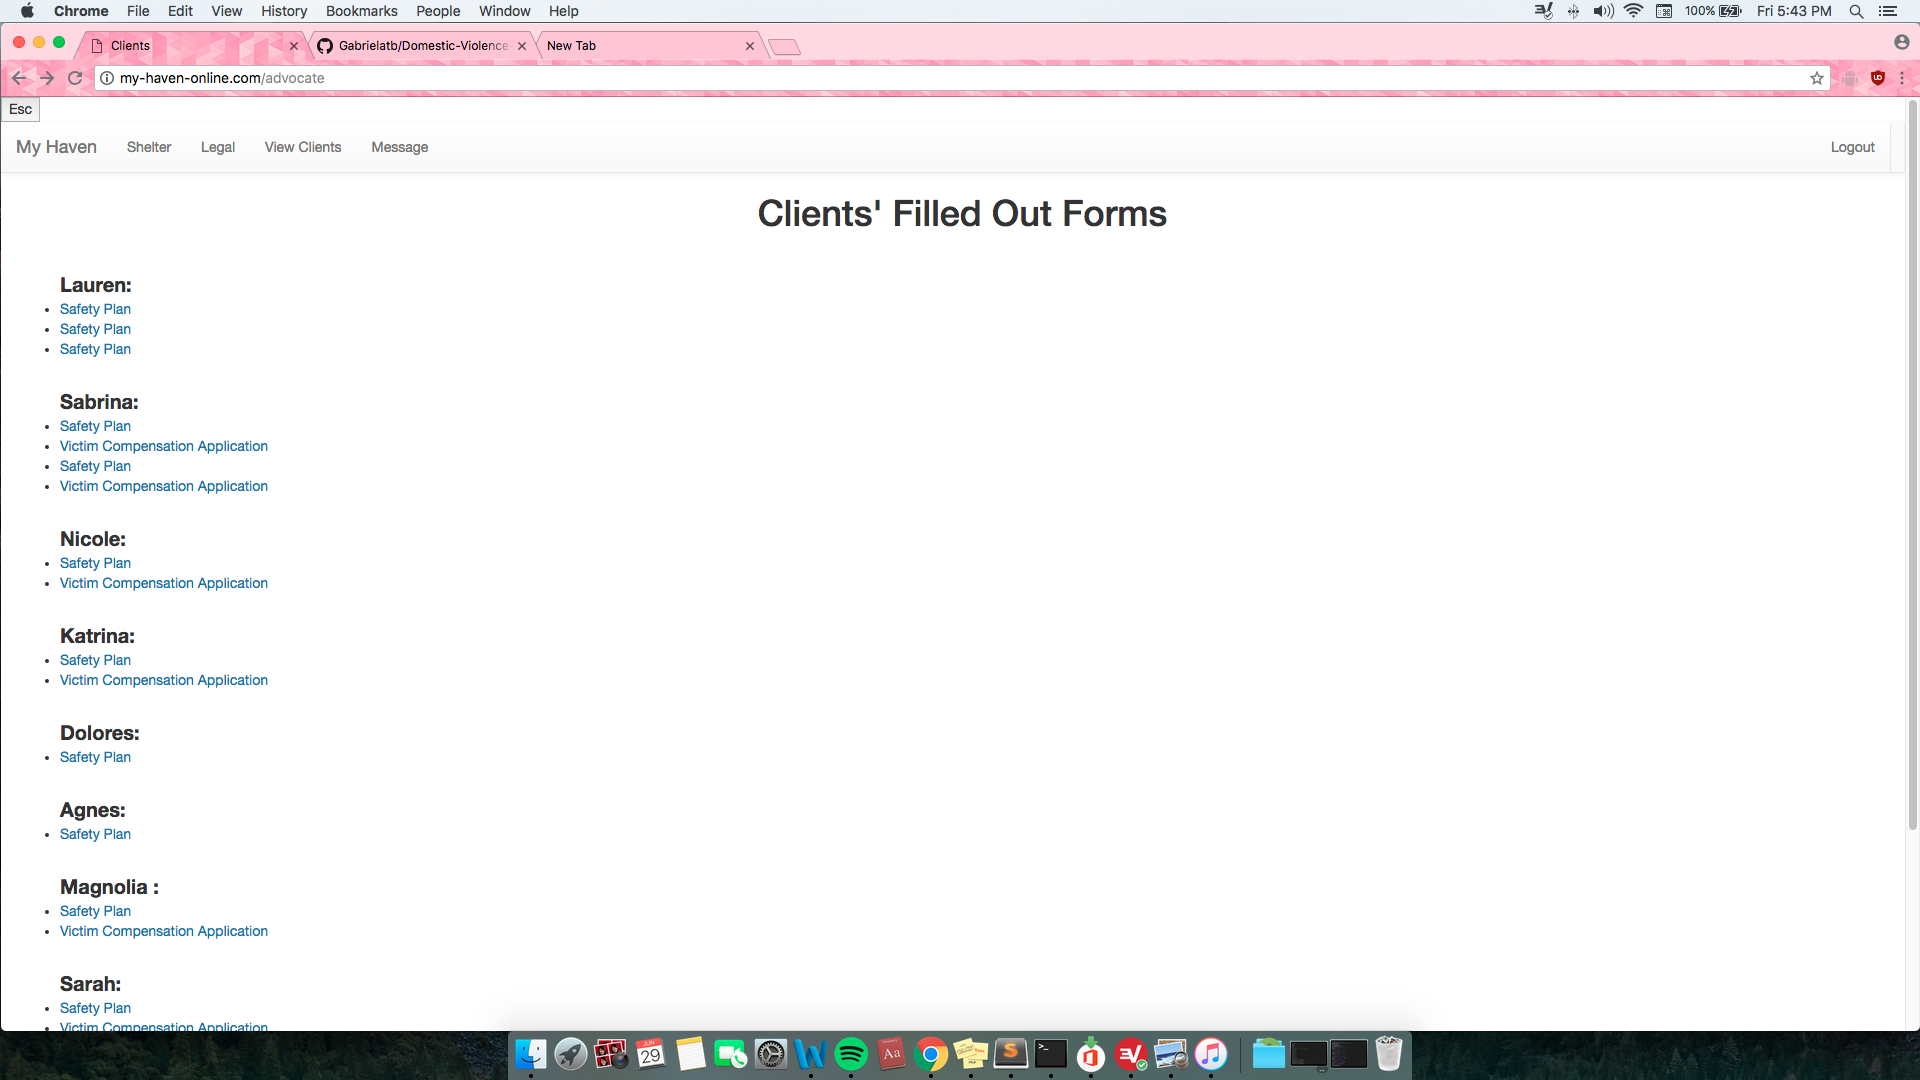 Chrome File Edit View History Bookmarks People Window Help 100% Fri 5:43 PM
Clients Gabrielatb/Domestic-Violence- New Tab
my-haven-online.com/advocate
Esc
My Haven Shelter Legal View Clients Message Logout
Clients' Filled Out Forms
Lauren:
Safety Plan
Safety Plan
Safety Plan
Sabrina:
Safety Plan
Victim Compensation Application
Safety Plan
Victim Compensation Application
Nicole:
Safety Plan
Victim Compensation Application
Katrina:
Safety Plan
Victim Compensation Application
Dolores:
Safety Plan
Agnes:
Safety Plan
Magnolia :
Safety Plan
Victim Compensation Application
Sarah:
Safety Plan
Victim Compensation Application
JUN
29
Aa